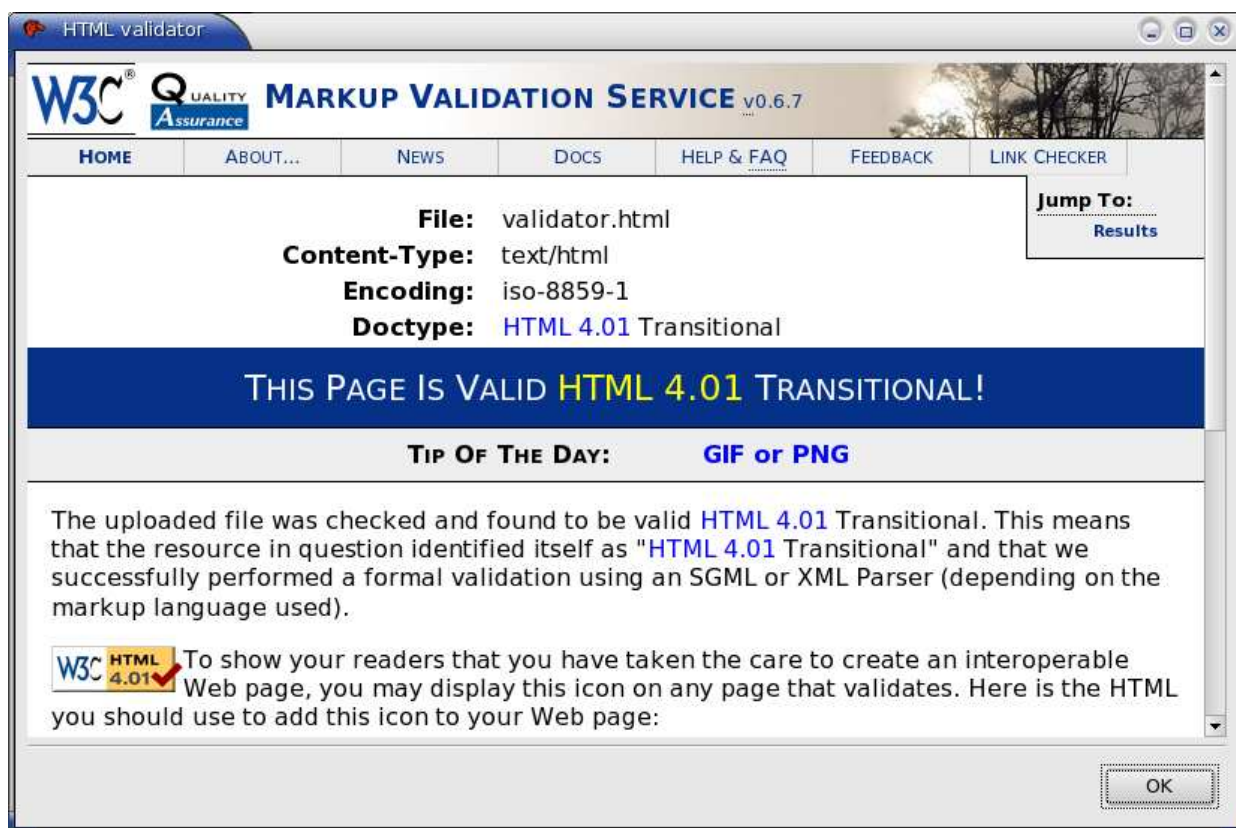 HTML validator
W3C® QUALITY Assurance MARKUP VALIDATION SERVICE v0.6.7
HOME ABOUT... NEWS DOCS HELP & FAQ FEEDBACK LINK CHECKER
Jump To:
Results
File: validator.html
Content-Type: text/html
Encoding: iso-8859-1
Doctype: HTML 4.01 Transitional
THIS PAGE IS VALID HTML 4.01 TRANSITIONAL!
TIP OF THE DAY: GIF or PNG
The uploaded file was checked and found to be valid HTML 4.01 Transitional. This means
that the resource in question identified itself as "HTML 4.01 Transitional" and that we
successfully performed a formal validation using an SGML or XML Parser (depending on the
markup language used).
W3C HTML 4.01 To show your readers that you have taken the care to create an interoperable
Web page, you may display this icon on any page that validates. Here is the HTML
you should use to add this icon to your Web page:
OK